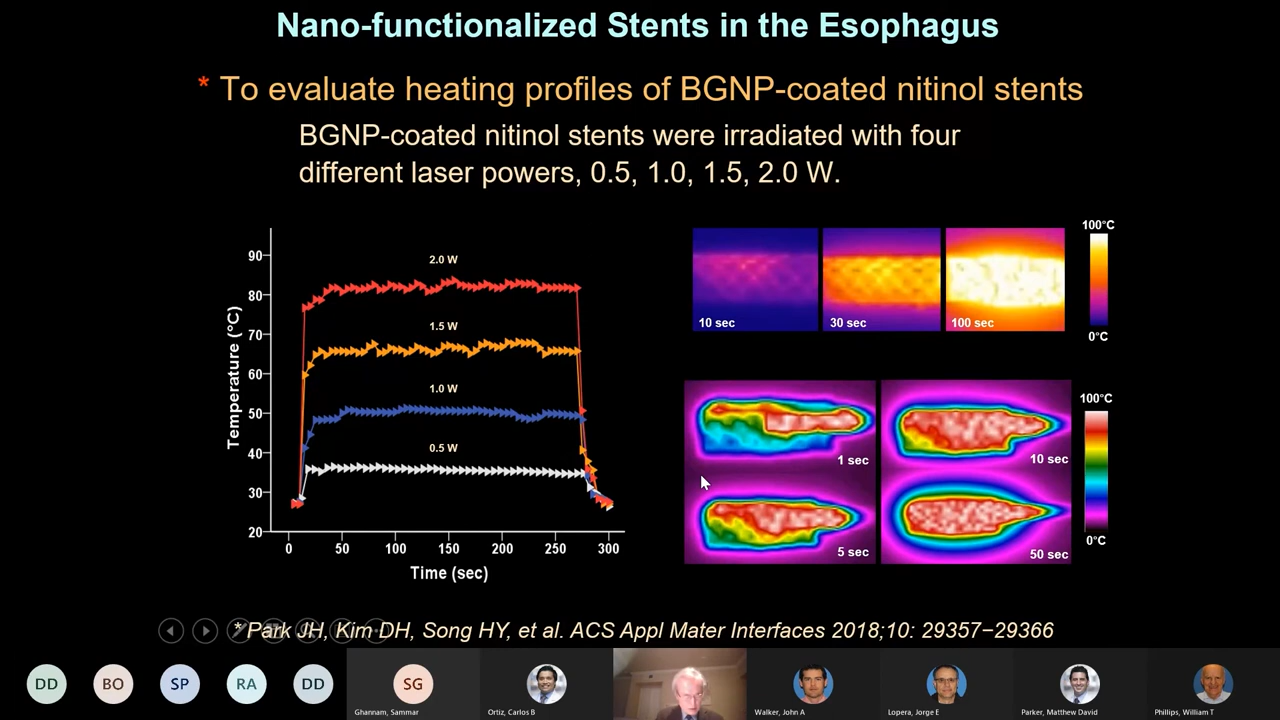 Nano-functionalized Stents in the Esophagus
* To evaluate heating profiles of BGNP-coated nitinol stents
BGNP-coated nitinol stents were irradiated with four
different laser powers, 0.5, 1.0, 1.5, 2.0 W.
Temperature (°C)
90
80
70
60
50
40
30
20
2.0 W
1.5 W
1.0 W
0.5 W
0
50
100
150
200
250
300
Time (sec)
10 sec
30 sec
100 sec
100°C
0°C
1 sec
10 sec
5 sec
50 sec
100°C
0°C
* Park JH, Kim DH, Song HY, et al. ACS Appl Mater Interfaces 2018;10: 29357−29366
DD
BO
SP
RA
DD
SG
Ghannam, Sammar
Ortiz, Carlos B
Walker, John A
Lopera, Jorge E
Parker, Matthew David
Phillips, William T